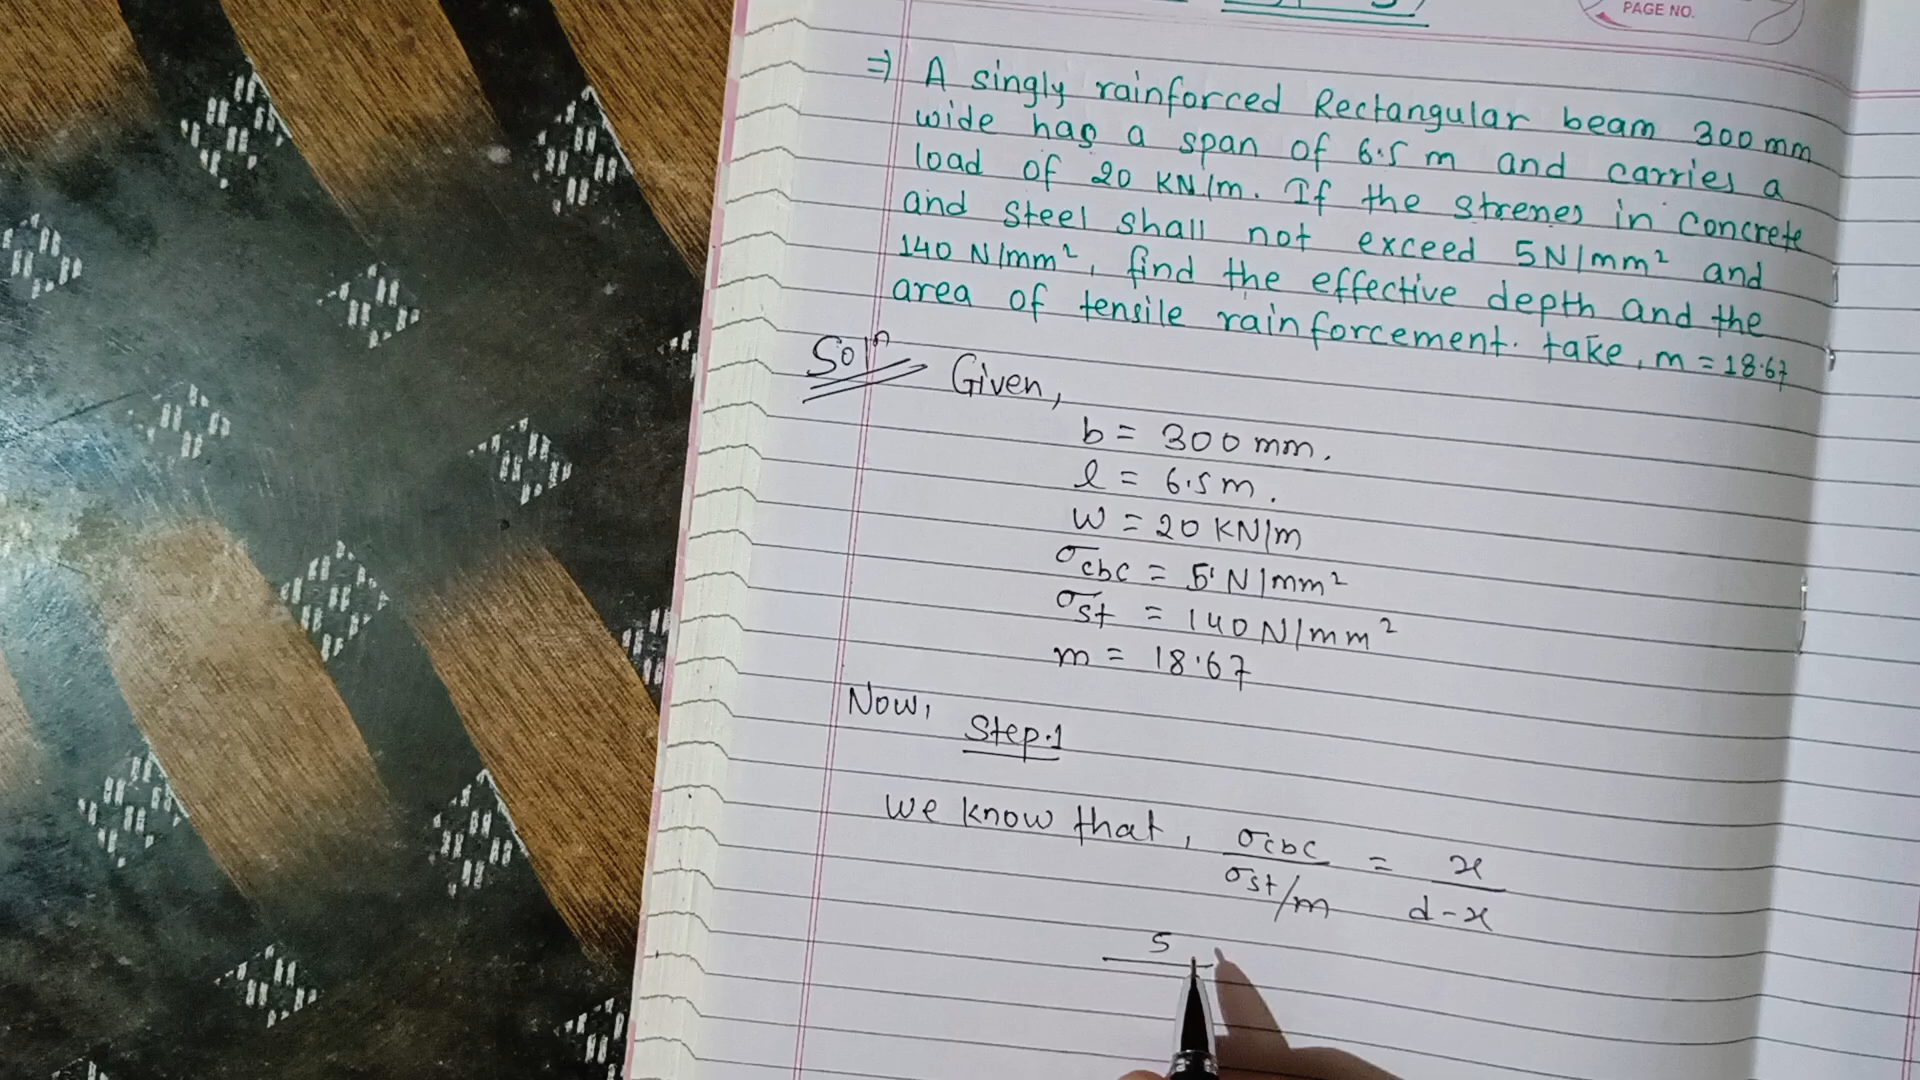 PAGE NO.
⇒ A singly rainforced Rectangular beam 300 mm
wide has a span of 6.5 m and carries a
load of 20 KN/m. If the stresses in concrete
and steel shall not exceed 5N/mm² and
140 N/mm², find the effective depth and the
area of tensile rainforcement. take, m = 18.67
Solⁿ Given,
b = 300 mm.
l = 6.5 m.
W = 20 KN/m
σcbc = 5 N/mm²
σst = 140 N/mm²
m = 18.67
Now, Step.1
we know that, σcbc / σst/m = x / d-x
5